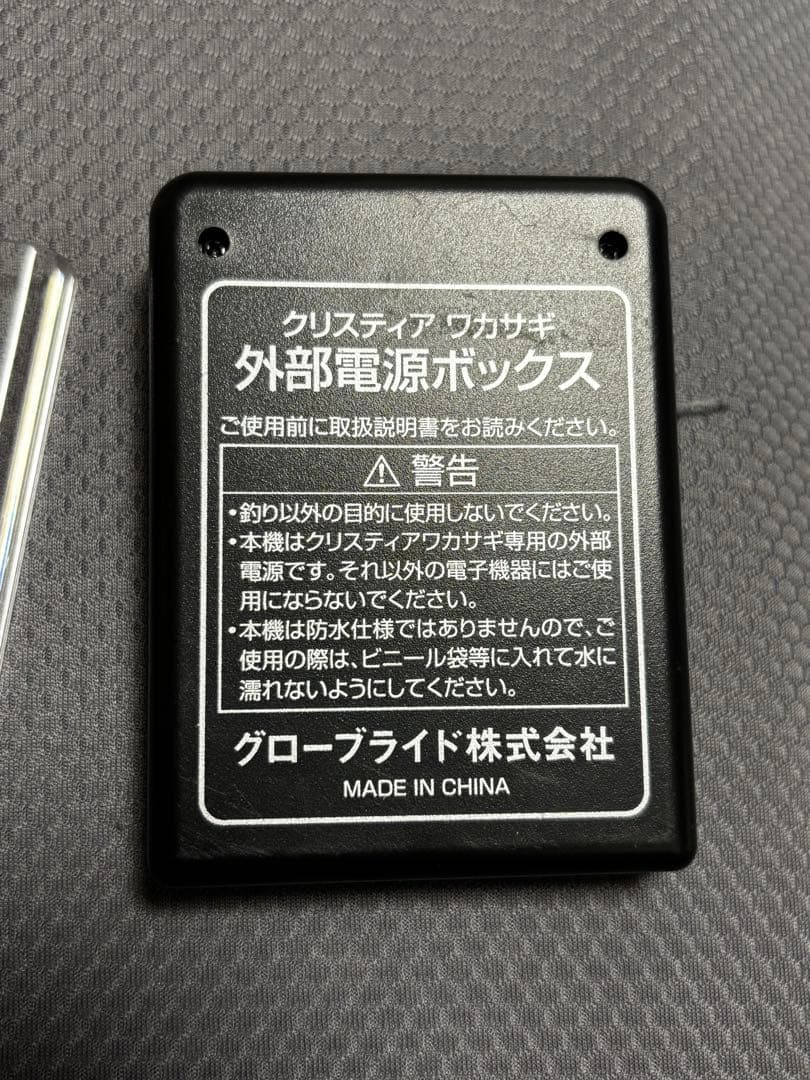 クリスティア ワカサギ
外部電源ボックス
ご使用前に取扱説明書をお読みください。
⚠ 警告
・釣り以外の目的に使用しないでください。
・本機はクリスティアワカサギ専用の外部
電源です。それ以外の電子機器にはご使
用にならないでください。
・本機は防水仕様ではありませんので、ご
使用の際は、ビニール袋等に入れて水に
濡れないようにしてください。
グローブライド株式会社
MADE IN CHINA